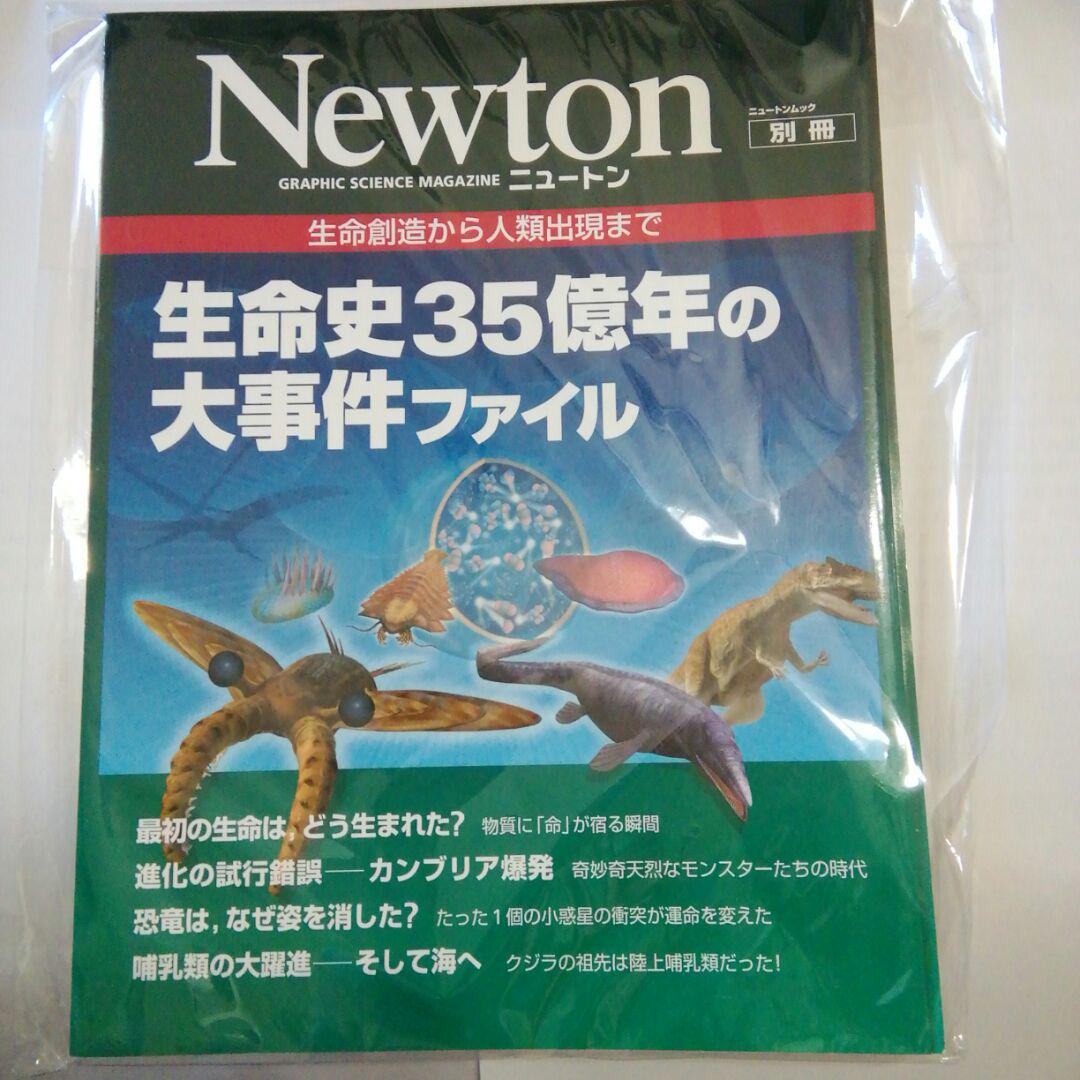 Newton
ニュートンムック
別冊
GRAPHIC SCIENCE MAGAZINE ニュートン
生命創造から人類出現まで
生命史35億年の
大事件ファイル
最初の生命は，どう生まれた? 物質に「命」が宿る瞬間
進化の試行錯誤──カンブリア爆発 奇妙奇天烈なモンスターたちの時代
恐竜は，なぜ姿を消した? たった1個の小惑星の衝突が運命を変えた
哺乳類の大躍進──そして海へ クジラの祖先は陸上哺乳類だった!